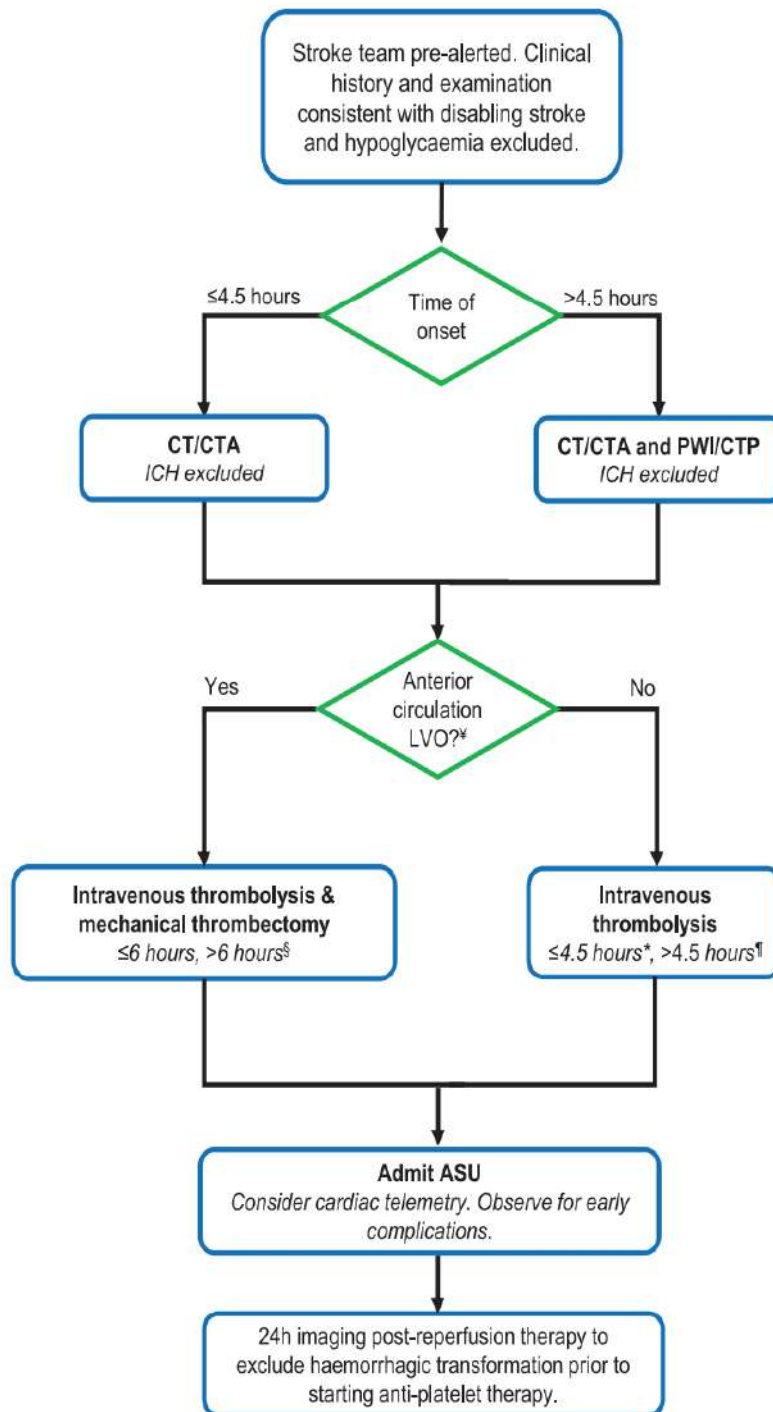 Stroke team pre-alerted. Clinical
history and examination
consistent with disabling stroke
and hypoglycaemia excluded.
≤4.5 hours
Time of
onset
>4.5 hours
CT/CTA
ICH excluded
CT/CTA and PWI/CTP
ICH excluded
Yes
Anterior
circulation
LVO?¥
No
Intravenous thrombolysis &
mechanical thrombectomy
≤6 hours, >6 hours§
Intravenous
thrombolysis
≤4.5 hours*, >4.5 hours¶
Admit ASU
Consider cardiac telemetry. Observe for early
complications.
24h imaging post-reperfusion therapy to
exclude haemorrhagic transformation prior to
starting anti-platelet therapy.